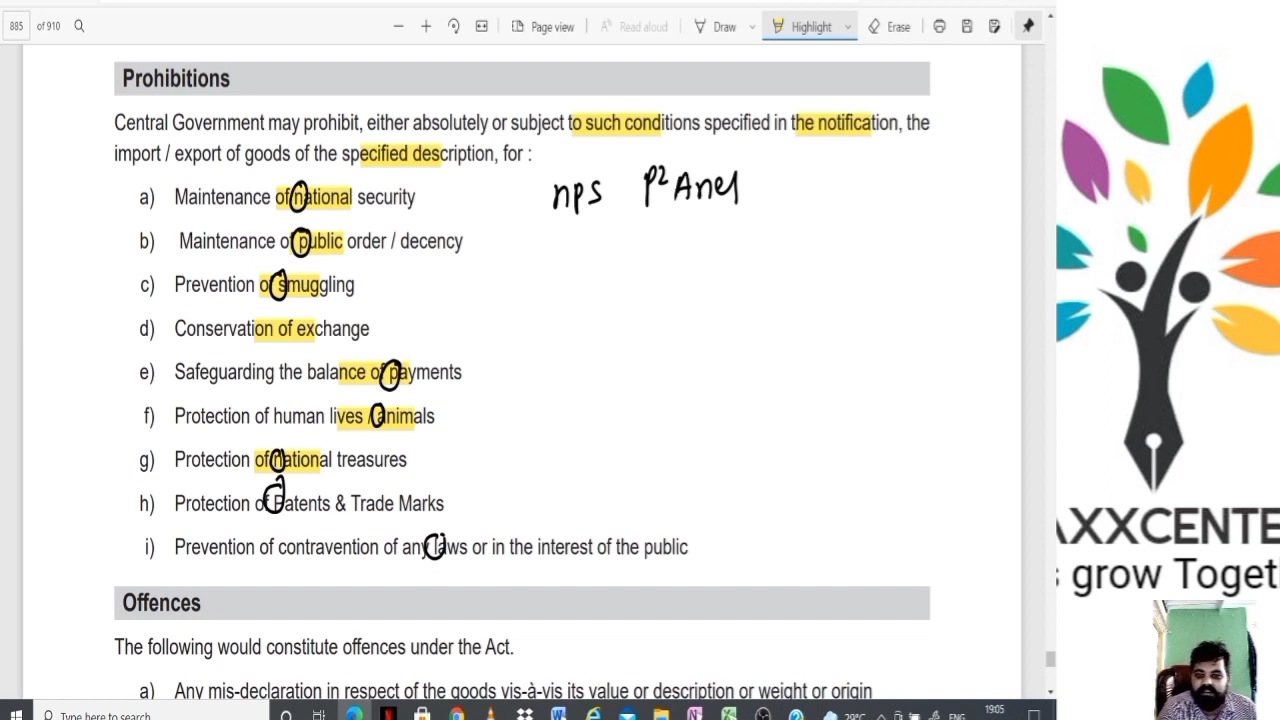 885 of 910 Page view Read aloud Draw Highlight Erase
Prohibitions
Central Government may prohibit, either absolutely or subject to such conditions specified in the notification, the
import / export of goods of the specified description, for :
nps P²Anel
a) Maintenance of national security
b) Maintenance of public order / decency
c) Prevention of smuggling
d) Conservation of exchange
e) Safeguarding the balance of payments
f) Protection of human lives / animals
g) Protection of national treasures
h) Protection of Patents & Trade Marks
i) Prevention of contravention of any laws or in the interest of the public
Offences
The following would constitute offences under the Act.
a) Any mis-declaration in respect of the goods vis-à-vis its value or description or weight or origin
AXXCENTE
s grow Togeth
Type here to search
29°C ENG 19:05